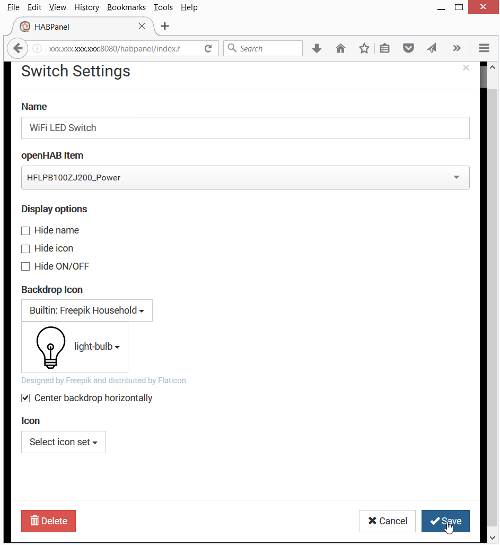 File Edit View History Bookmarks Tools Help
HABPanel
xxx.xxx.xxx.xxx:8080/habpanel/index.h
Search
Switch Settings
Name
WiFi LED Switch
openHAB Item
HFLPB100ZJ200_Power
Display options
Hide name
Hide icon
Hide ON/OFF
Backdrop Icon
Builtin: Freepik Household
light-bulb
Designed by Freepik and distributed by Flaticon
Center backdrop horizontally
Icon
Select icon set
Delete
Cancel
Save